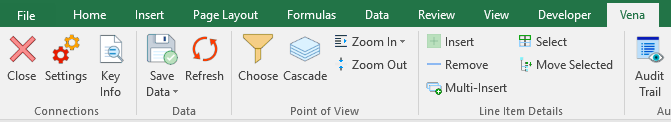 File Home Insert Page Layout Formulas Data Review View Developer Vena
Close Settings Key Info
Save Data Refresh
Choose Cascade Zoom In
Zoom Out
Insert Select
Remove Move Selected
Multi-Insert
Audit Trail
Connections Data Point of View Line Item Details Au